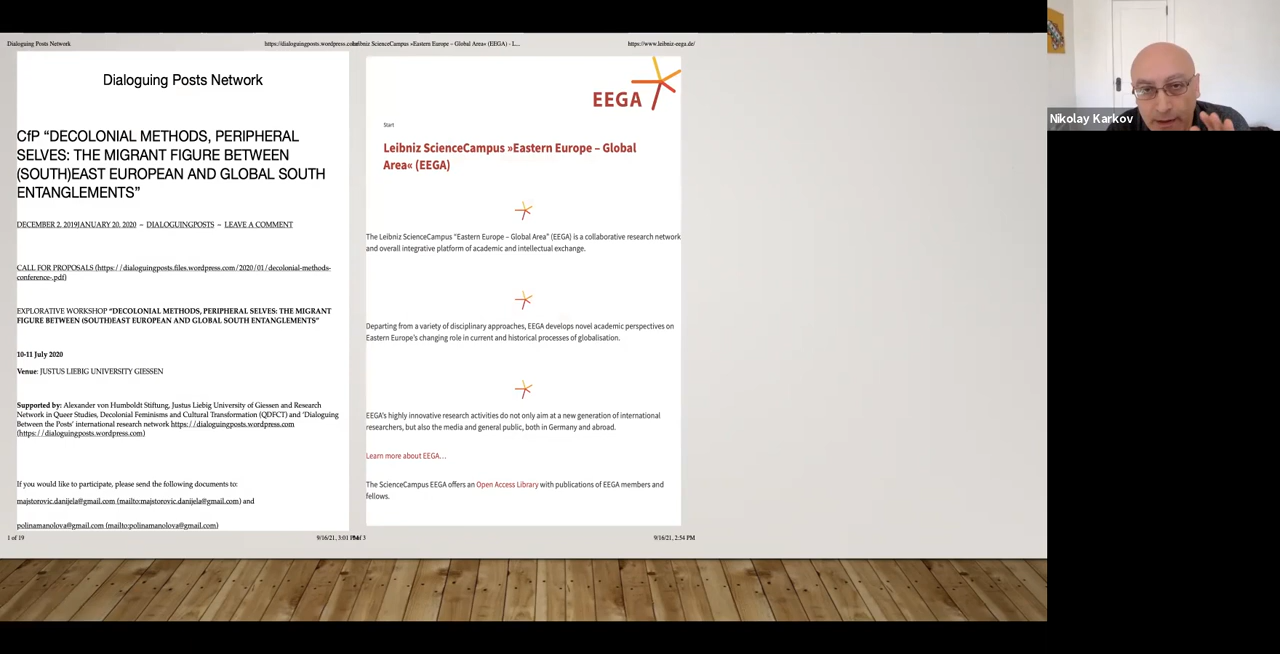 Dialoguing Posts Network
https://dialoguingposts.wordpress.com
Leibniz ScienceCampus »Eastern Europe – Global Area« (EEGA) - L...
https://www.leibniz-eega.de/
Dialoguing Posts Network
CfP “DECOLONIAL METHODS, PERIPHERAL
SELVES: THE MIGRANT FIGURE BETWEEN
(SOUTH)EAST EUROPEAN AND GLOBAL SOUTH
ENTANGLEMENTS”
DECEMBER 2, 2019JANUARY 20, 2020 ~ DIALOGUINGPOSTS ~ LEAVE A COMMENT
CALL FOR PROPOSALS (https://dialoguingposts.files.wordpress.com/2020/01/decolonial-methods-
conference-.pdf)
EXPLORATIVE WORKSHOP “DECOLONIAL METHODS, PERIPHERAL SELVES: THE MIGRANT
FIGURE BETWEEN (SOUTH)EAST EUROPEAN AND GLOBAL SOUTH ENTANGLEMENTS”
10-11 July 2020
Venue: JUSTUS LIEBIG UNIVERSITY GIESSEN
Supported by: Alexander von Humboldt Stiftung, Justus Liebig University of Giessen and Research
Network in Queer Studies, Decolonial Feminisms and Cultural Transformation (QDFCT) and ‘Dialoguing
Between the Posts’ international research network https://dialoguingposts.wordpress.com
(https://dialoguingposts.wordpress.com)
If you would like to participate, please send the following documents to:
majstorovic.danijela@gmail.com (mailto:majstorovic.danijela@gmail.com) and
polinamanolova@gmail.com (mailto:polinamanolova@gmail.com)
1 of 19
9/16/21, 3:01 PM
EEGA
Start
Leibniz ScienceCampus »Eastern Europe – Global
Area« (EEGA)
The Leibniz ScienceCampus “Eastern Europe – Global Area” (EEGA) is a collaborative research network
and overall integrative platform of academic and intellectual exchange.
Departing from a variety of disciplinary approaches, EEGA develops novel academic perspectives on
Eastern Europe’s changing role in current and historical processes of globalisation.
EEGA’s highly innovative research activities do not only aim at a new generation of international
researchers, but also the media and general public, both in Germany and abroad.
Learn more about EEGA…
The ScienceCampus EEGA offers an Open Access Library with publications of EEGA members and
fellows.
of 3
9/16/21, 2:54 PM
Nikolay Karkov